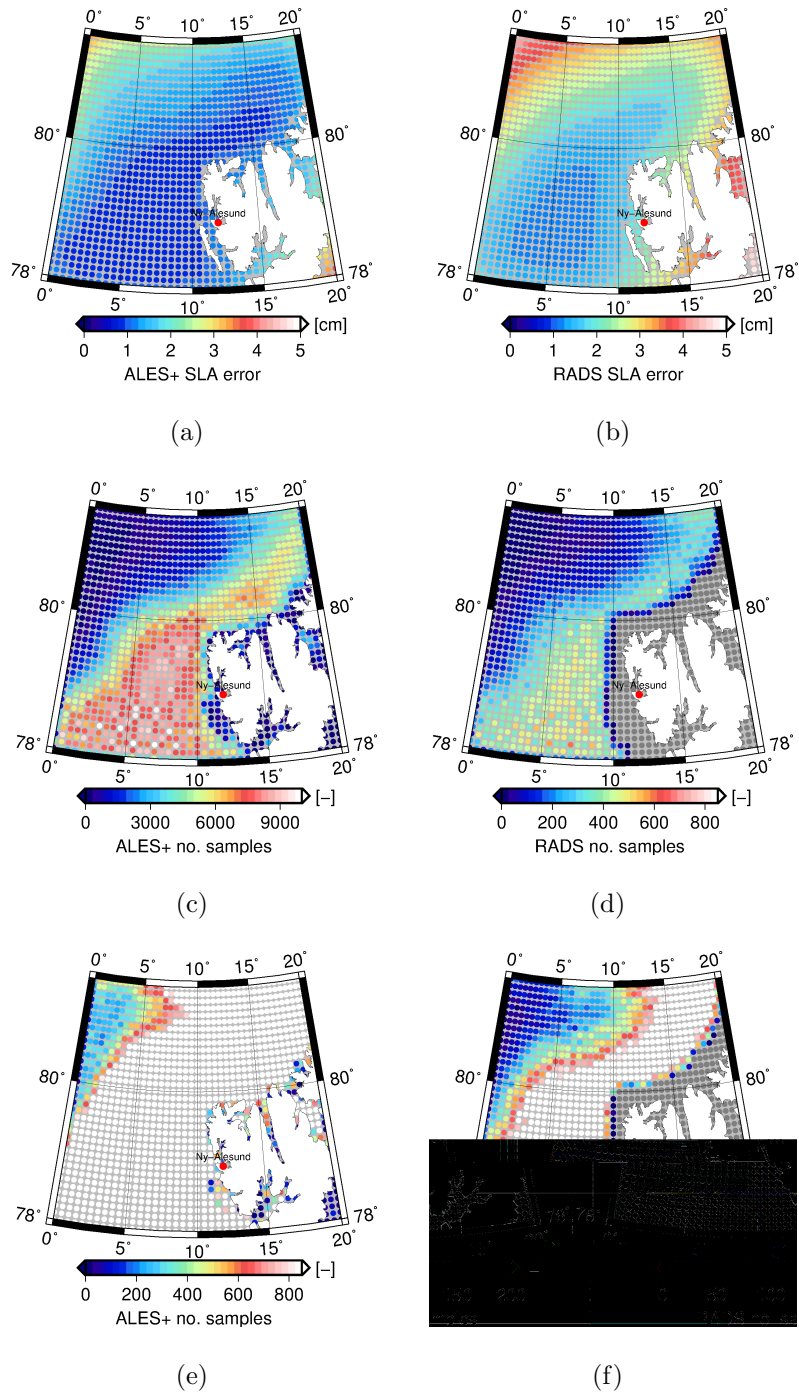 0° 5° 10° 15° 20°
80° 80°
Ny-Ålesund
78° 78°
0° 5° 10° 15° 20°
[cm]
0 1 2 3 4 5
ALES+ SLA error
(a)
0° 5° 10° 15° 20°
80° 80°
Ny-Ålesund
78° 78°
0° 5° 10° 15° 20°
[cm]
0 1 2 3 4 5
RADS SLA error
(b)
0° 5° 10° 15° 20°
80° 80°
Ny-Ålesund
78° 78°
0° 5° 10° 15° 20°
[-]
0 3000 6000 9000
ALES+ no. samples
(c)
0° 5° 10° 15° 20°
80° 80°
Ny-Ålesund
78° 78°
0° 5° 10° 15° 20°
[-]
0 200 400 600 800
RADS no. samples
(d)
0° 5° 10° 15° 20°
80° 80°
Ny-Ålesund
78° 78°
0° 5° 10° 15° 20°
[-]
0 200 400 600 800
ALES+ no. samples
(e)
0° 5° 10° 15° 20°
80° 80°
(f)